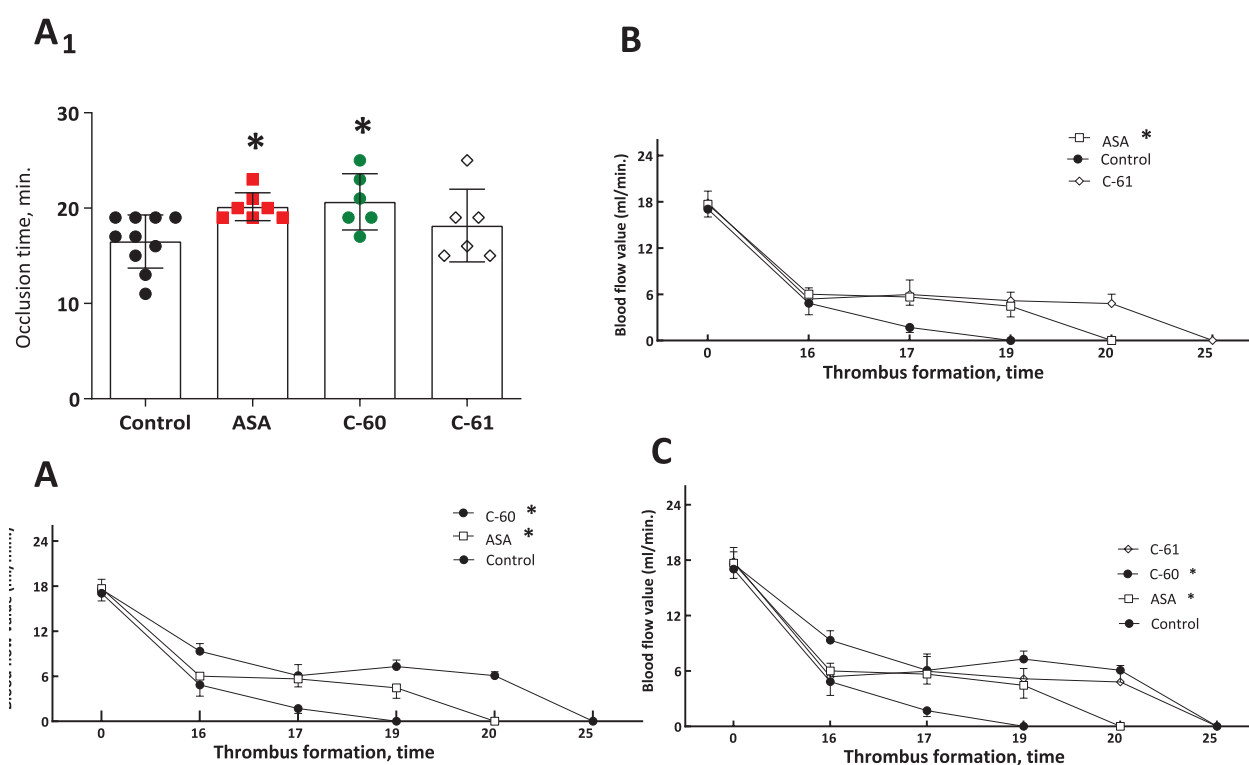 A1
Occlusion time, min.
30
20
10
0
*
*
Control
ASA
C-60
C-61
B
Blood flow value (ml/min.)
24
18
12
6
0
ASA *
Control
C-61
0
16
17
19
20
25
Thrombus formation, time
A
24
18
12
6
0
C-60 *
ASA *
Control
0
16
17
19
20
25
Thrombus formation, time
C
Blood flow value (ml/min.)
24
18
12
6
0
C-61
C-60 *
ASA *
Control
0
16
17
19
20
25
Thrombus formation, time